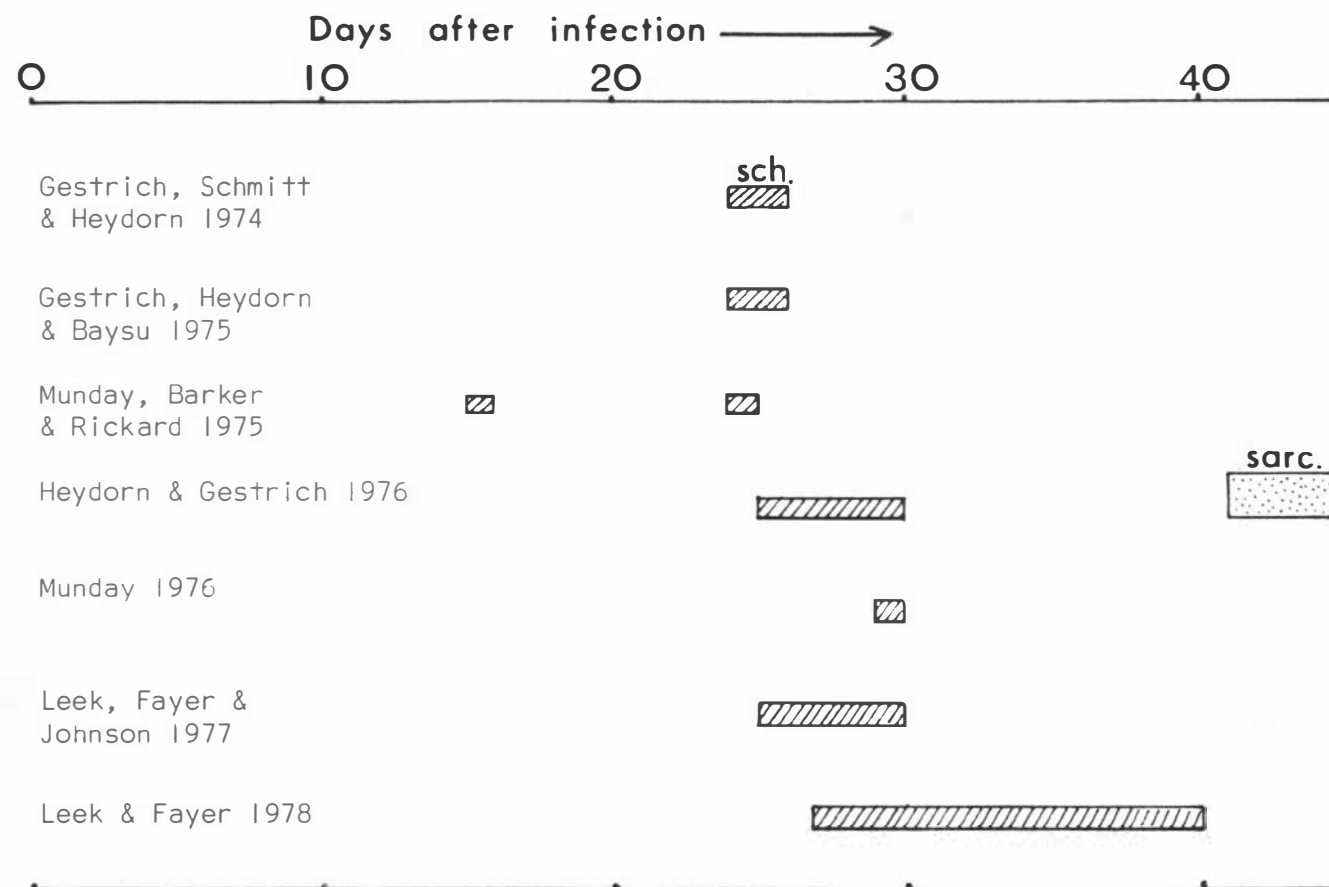 Days after infection
0 10 20 30 40
sch.
Gestrich, Schmitt
& Heydorn 1974
Gestrich, Heydorn
& Baysu 1975
Munday, Barker
& Rickard 1975
sarc.
Heydorn & Gestrich 1976
Munday 1976
Leek, Fayer &
Johnson 1977
Leek & Fayer 1978